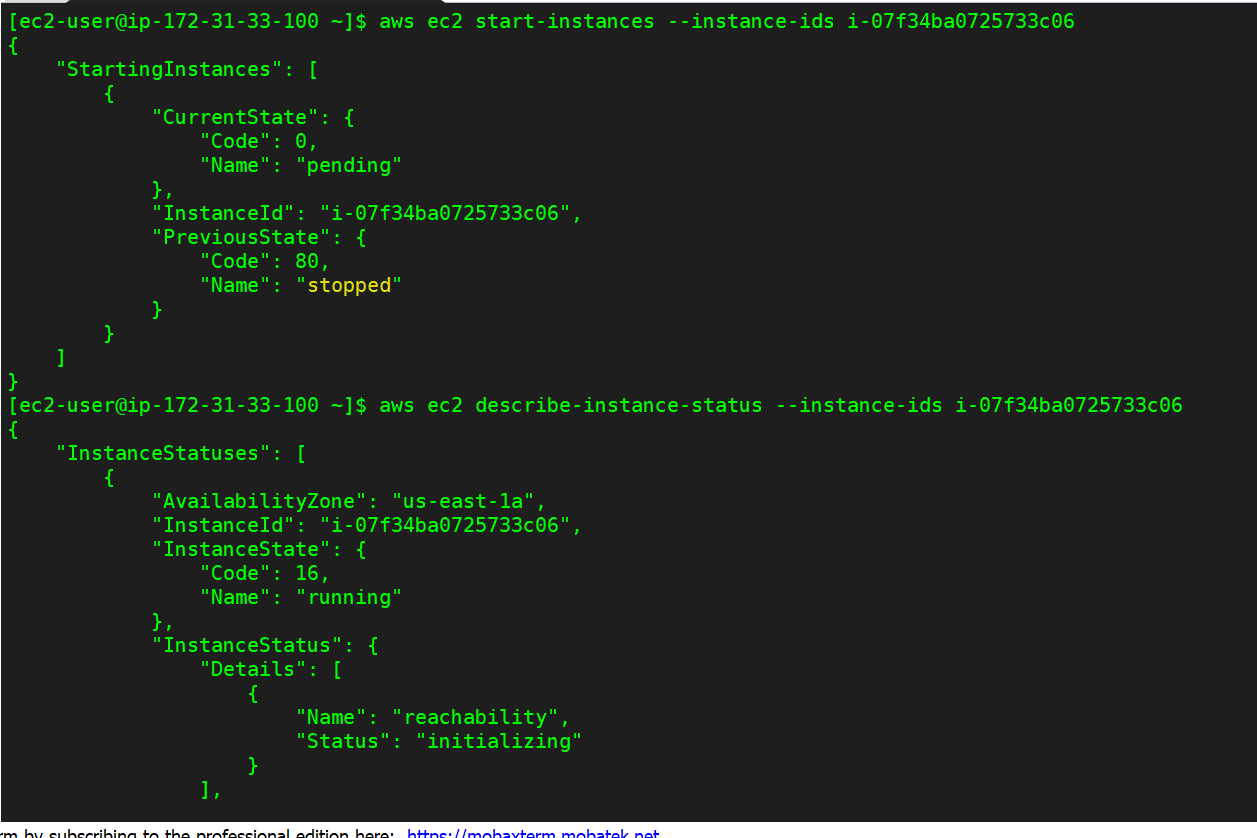 [ec2-user@ip-172-31-33-100 ~]$ aws ec2 start-instances --instance-ids i-07f34ba0725733c06
{
    "StartingInstances": [
        {
            "CurrentState": {
                "Code": 0,
                "Name": "pending"
            },
            "InstanceId": "i-07f34ba0725733c06",
            "PreviousState": {
                "Code": 80,
                "Name": "stopped"
            }
        }
    ]
}
[ec2-user@ip-172-31-33-100 ~]$ aws ec2 describe-instance-status --instance-ids i-07f34ba0725733c06
{
    "InstanceStatuses": [
        {
            "AvailabilityZone": "us-east-1a",
            "InstanceId": "i-07f34ba0725733c06",
            "InstanceState": {
                "Code": 16,
                "Name": "running"
            },
            "InstanceStatus": {
                "Details": [
                    {
                        "Name": "reachability",
                        "Status": "initializing"
                    }
                ],
rm by subscribing to the professional edition here: https://mobaxterm.mobatek.net